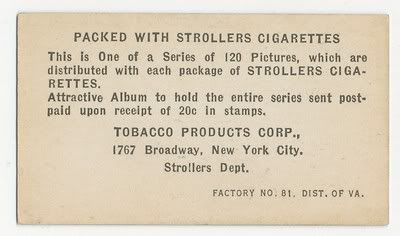 PACKED WITH STROLLERS CIGARETTES
This is One of a Series of 120 Pictures, which are
distributed with each package of STROLLERS CIGA-
RETTES.
Attractive Album to hold the entire series sent post-
paid upon receipt of 20c in stamps.
TOBACCO PRODUCTS CORP.,
1767 Broadway, New York City.
Strollers Dept.
FACTORY NO. 81. DIST. OF VA.